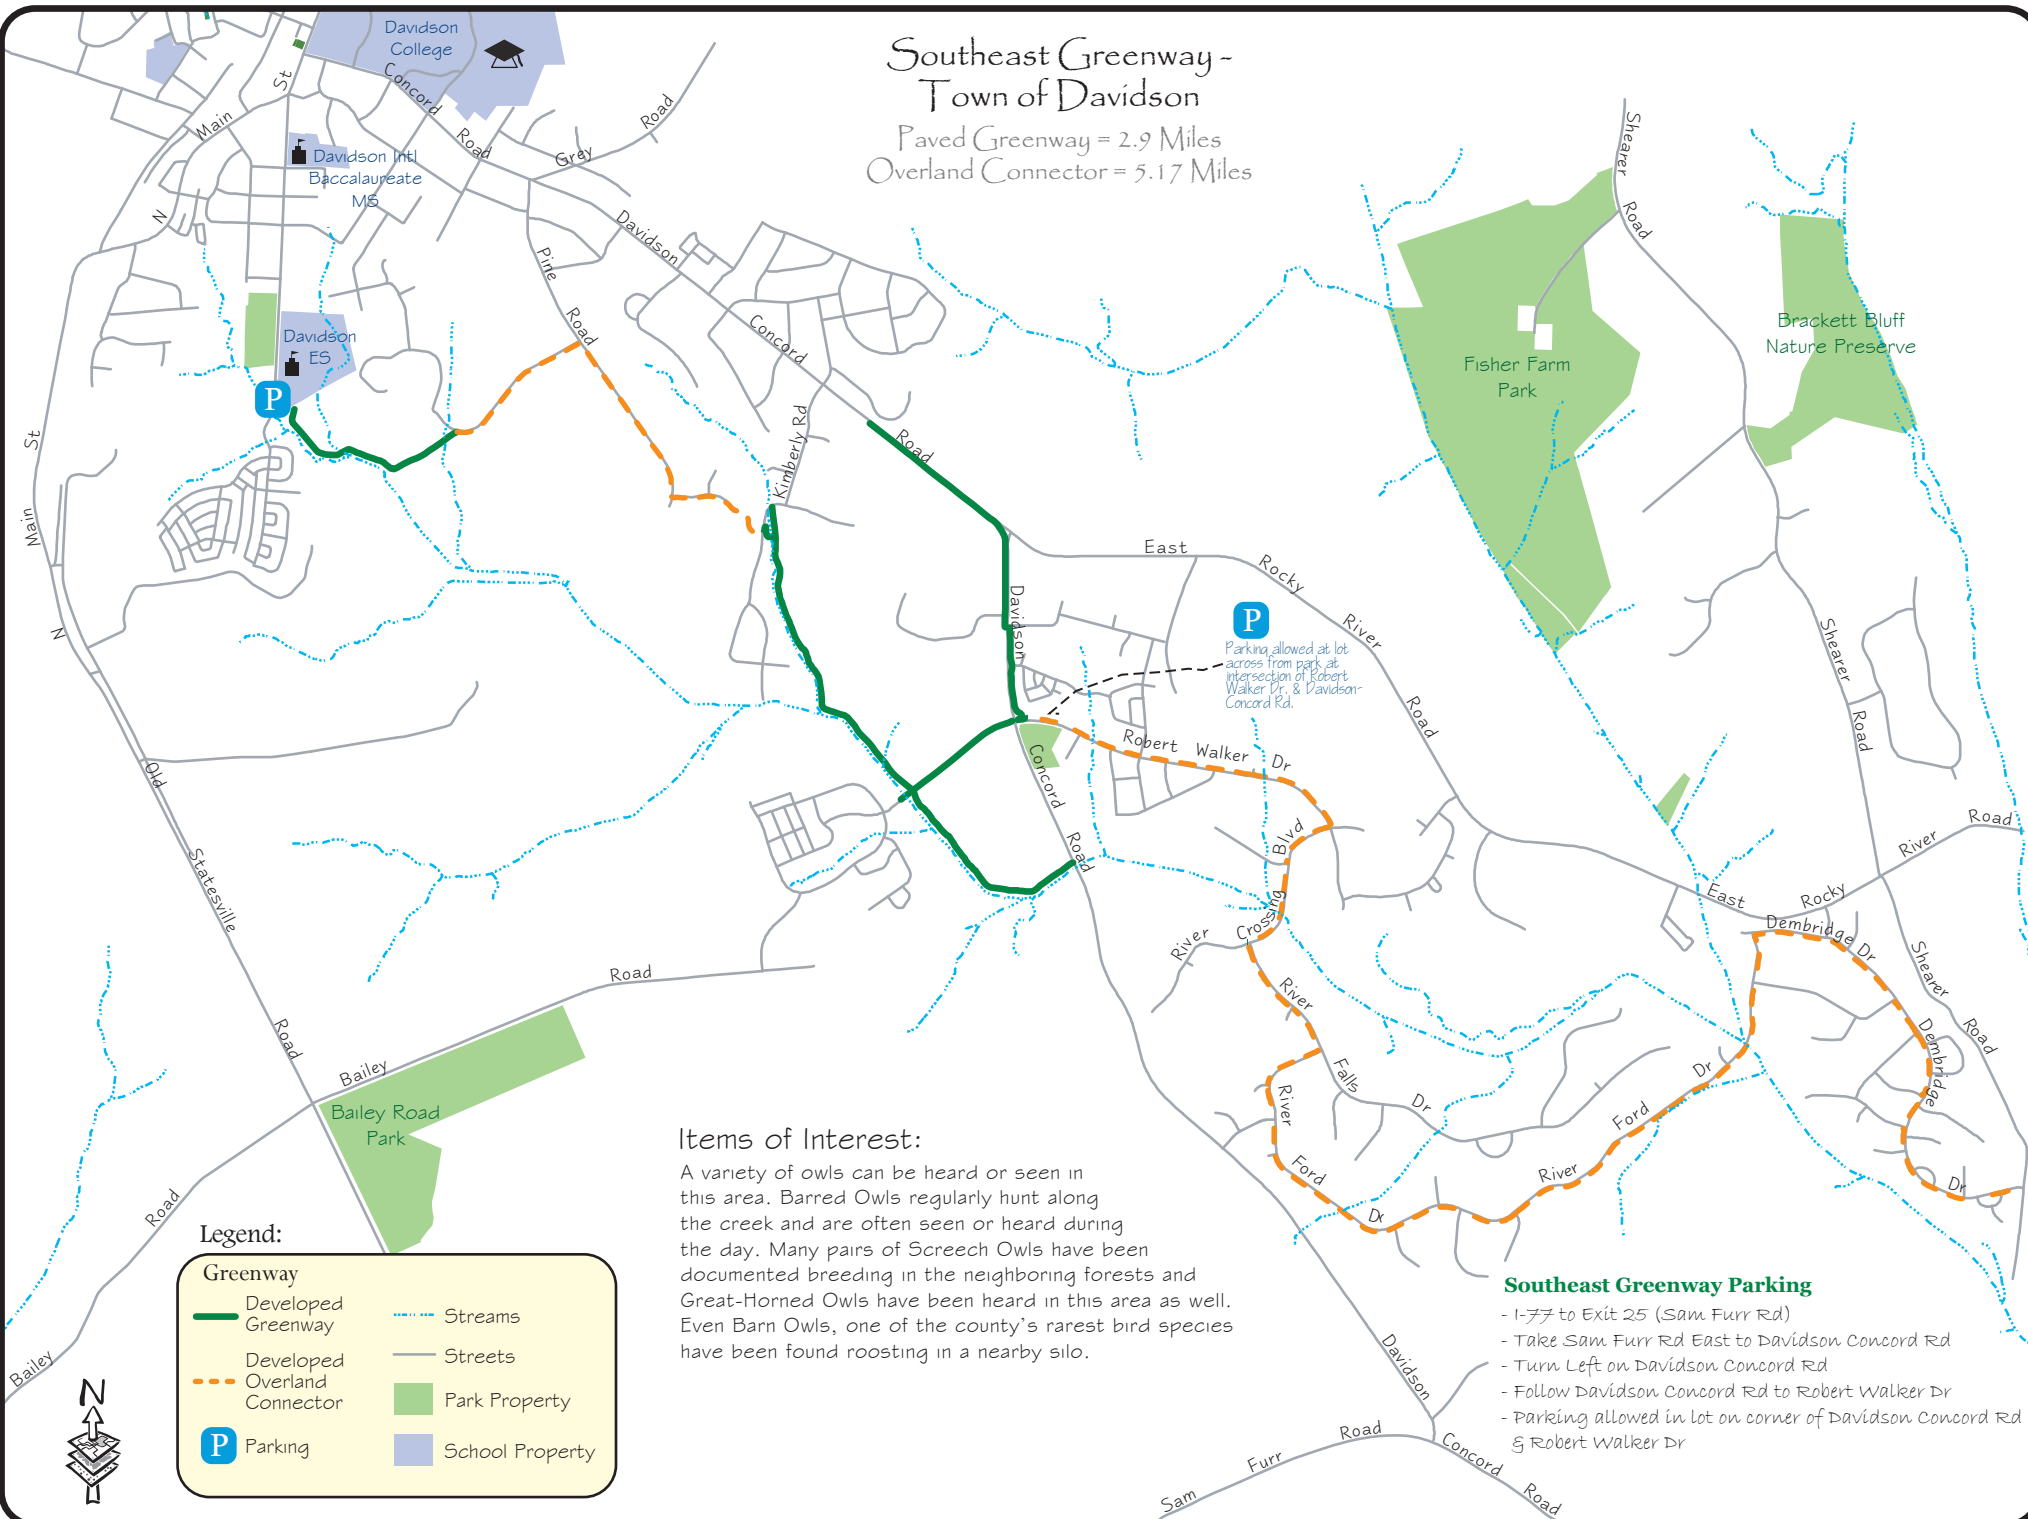 Southeast Greenway -
Town of Davidson
Paved Greenway = 2.9 Miles
Overland Connector = 5.17 Miles
Davidson
College
Concord
Road
Grey
Road
St
Main
N
Davidson Intl
Baccalaureate
MS
Davidson
ES
P
Pine
Road
Davidson
Concord
Road
Kimberly Rd
St
Main
N
Shearer
Road
Fisher Farm
Park
Brackett Bluff
Nature Preserve
East
Rocky
River
Road
Davidson
Concord
Road
P
Parking allowed at lot
across from park at
intersection of Robert
Walker Dr. & Davidson-
Concord Rd.
Robert Walker Dr
Shearer
Road
Old
Statesville
Road
Blvd
Crossing
River
River
Falls
Dr
River
Ford
Dr
River
Ford
Dr
East
Rocky
River
Road
Dembridge Dr
Shearer
Road
Dembridge
Dr
Road
Bailey
Bailey Road
Park
Road
Bailey
Items of Interest:
A variety of owls can be heard or seen in
this area. Barred Owls regularly hunt along
the creek and are often seen or heard during
the day. Many pairs of Screech Owls have been
documented breeding in the neighboring forests and
Great-Horned Owls have been heard in this area as well.
Even Barn Owls, one of the county's rarest bird species
have been found roosting in a nearby silo.
Legend:
Greenway
Developed
Greenway
Developed
Overland
Connector
P Parking
Streams
Streets
Park Property
School Property
N
Davidson
Concord
Road
Sam
Furr
Road
Southeast Greenway Parking
- I-77 to Exit 25 (Sam Furr Rd)
- Take Sam Furr Rd East to Davidson Concord Rd
- Turn Left on Davidson Concord Rd
- Follow Davidson Concord Rd to Robert Walker Dr
- Parking allowed in lot on corner of Davidson Concord Rd
& Robert Walker Dr